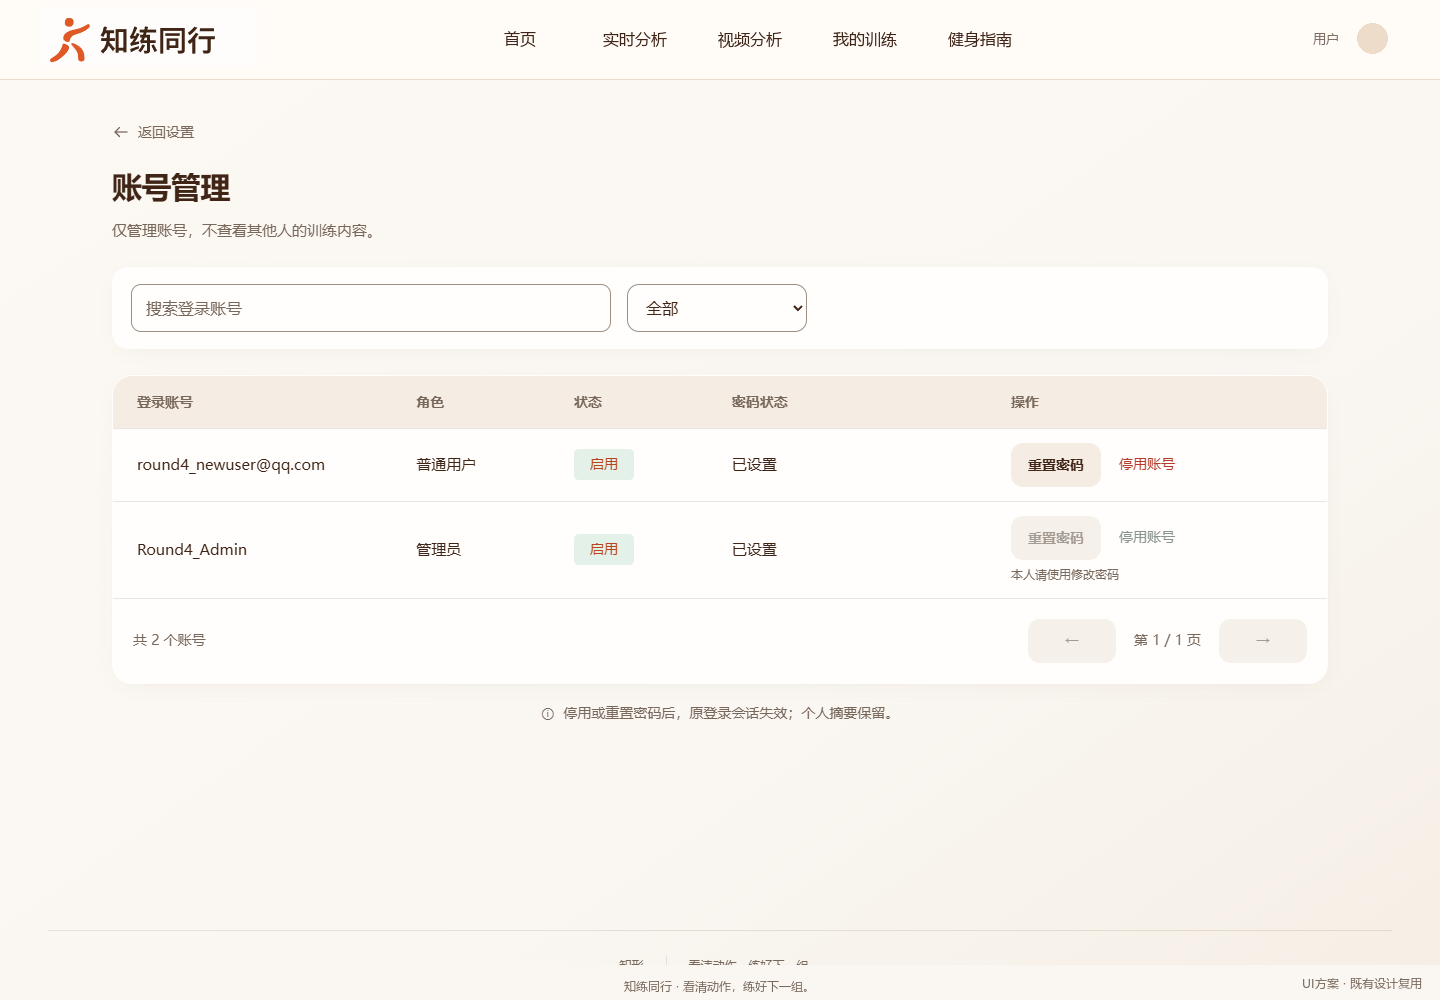 知练同行
首页 实时分析 视频分析 我的训练 健身指南 用户
← 返回设置
账号管理
仅管理账号，不查看其他人的训练内容。
搜索登录账号 全部
登录账号 角色 状态 密码状态 操作
round4_newuser@qq.com 普通用户 启用 已设置 重置密码 停用账号
Round4_Admin 管理员 启用 已设置 重置密码 停用账号
本人请使用修改密码
共 2 个账号 ← 第 1 / 1 页 →
停用或重置密码后，原登录会话失效；个人摘要保留。
知练同行 · 看清动作，练好下一组。
UI方案 · 既有设计复用